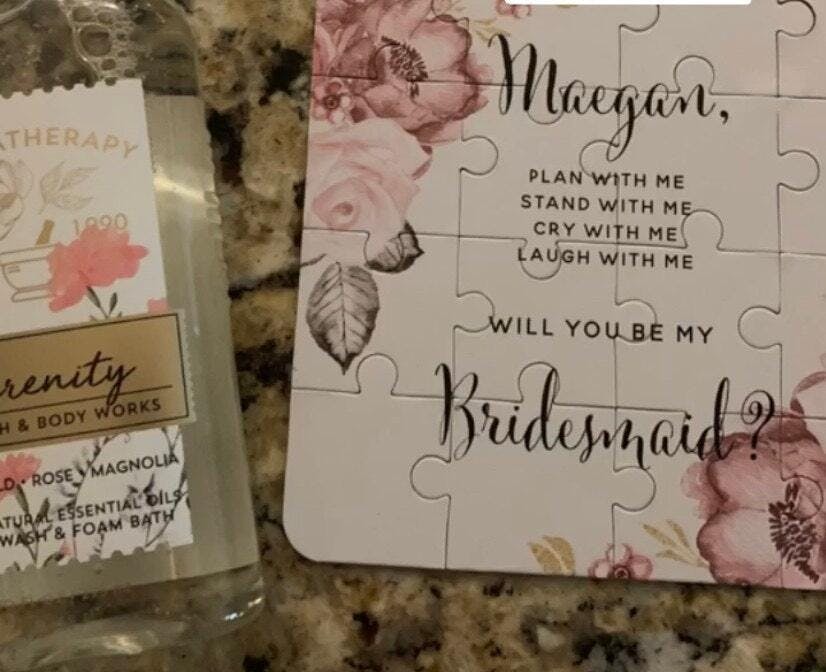 ATHERAPY
1990
renity
H & BODY WORKS
D • ROSE • MAGNOLIA
ATURAL ESSENTIAL OILS
WASH & FOAM BATH
Maegan,
PLAN WITH ME
STAND WITH ME
CRY WITH ME
LAUGH WITH ME
WILL YOU BE MY
Bridesmaid?